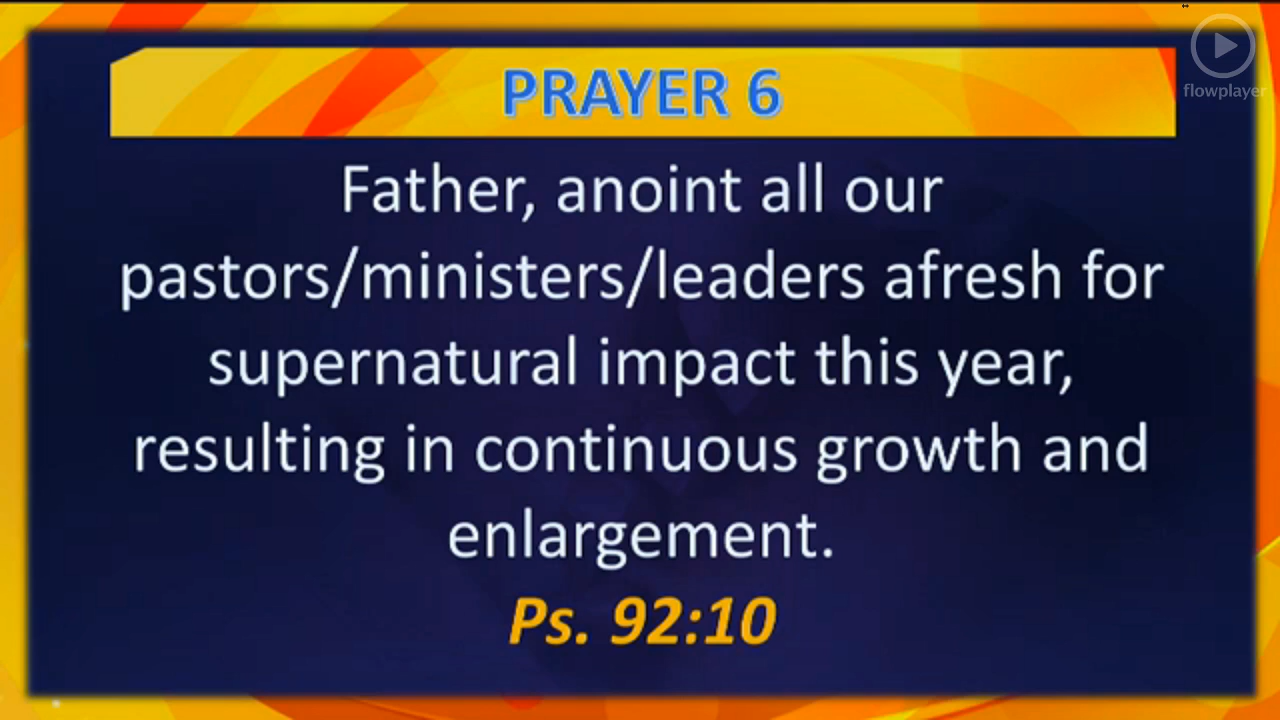 flowplayer
PRAYER 6
Father, anoint all our
pastors/ministers/leaders afresh for
supernatural impact this year,
resulting in continuous growth and
enlargement.
Ps. 92:10